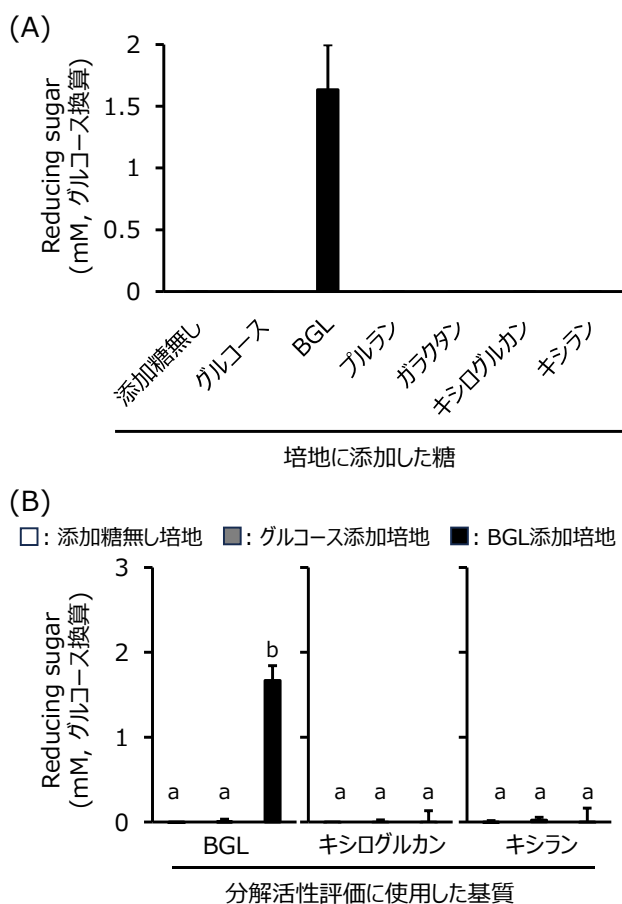 (A)
Reducing sugar
(mM, グルコース換算)
2
1.5
1
0.5
0
添加糖無し
グルコース
BGL
プルラン
ガラクタン
キシログルカン
キシラン
培地に添加した糖
(B)
□: 添加糖無し培地 ■: グルコース添加培地 ■: BGL添加培地
Reducing sugar
(mM, グルコース換算)
3
2
1
0
a a b
a a a
a a a
BGL キシログルカン キシラン
分解活性評価に使用した基質